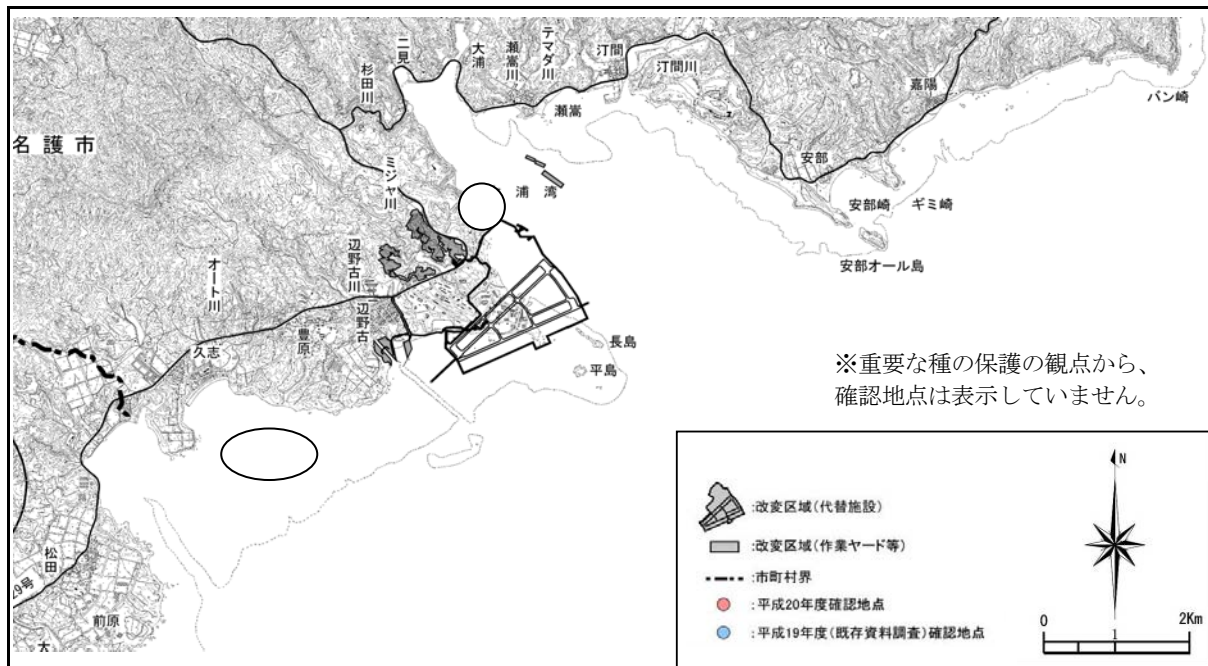 二見
杉田川
大浦
瀬嵩川
テマダ川
汀間
汀間川
嘉陽
バン崎
瀬嵩
名護市
ミジャ川
浦湾
安部
安部崎
ギミ崎
安部オール島
辺野古川
辺野古
オート川
久志
豊原
長島
平島
※重要な種の保護の観点から、
確認地点は表示していません。
松田
29号
前原
大
:改変区域(代替施設)
:改変区域(作業ヤード等)
:市町村界
:平成20年度確認地点
:平成19年度(既存資料調査)確認地点
N
0 1 2Km